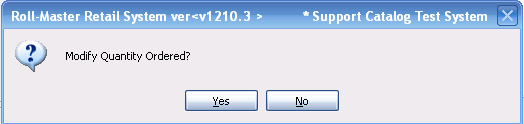 Roll-Master Retail System ver<v1210.3 > * Support Catalog Test System
Modify Quantity Ordered?
Yes No